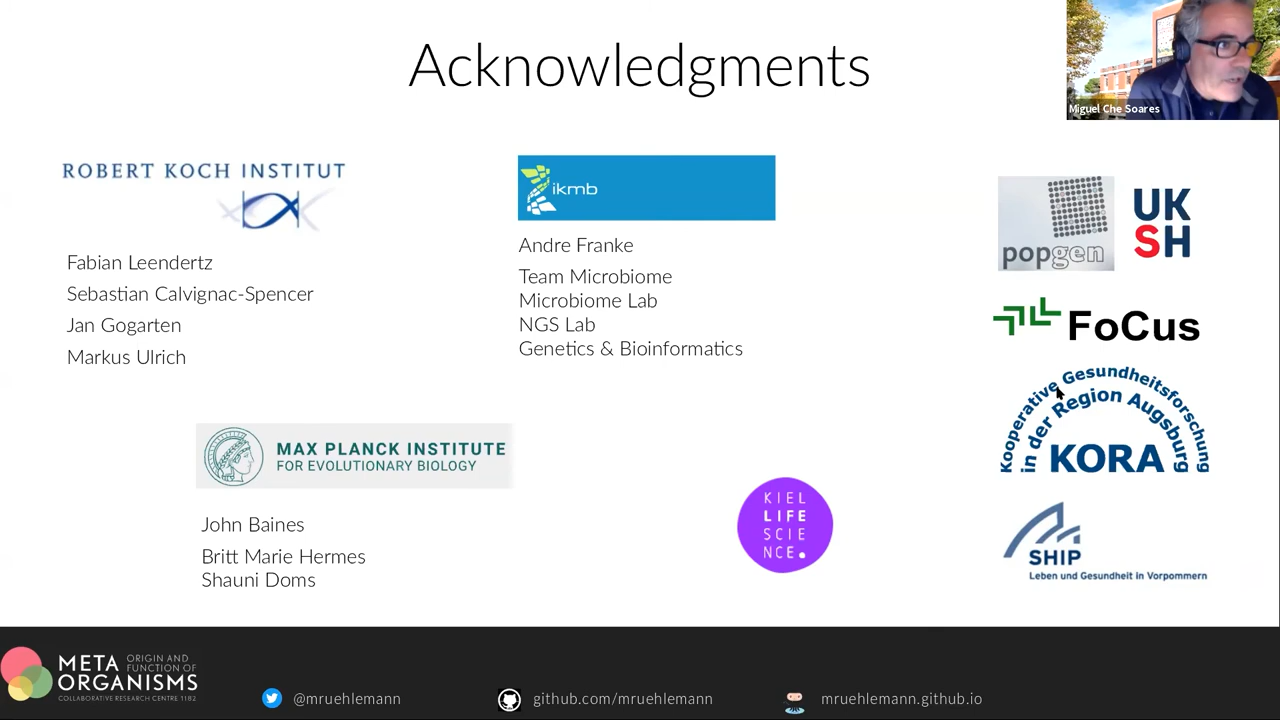 Acknowledgments
Miguel Che Soares
ROBERT KOCH INSTITUT
Fabian Leendertz
Sebastian Calvignac-Spencer
Jan Gogarten
Markus Ulrich
ikmb
Andre Franke
Team Microbiome
Microbiome Lab
NGS Lab
Genetics & Bioinformatics
popgen
UK
SH
FoCus
Kooperative Gesundheitsforschung
in der Region Augsburg
KORA
SHIP
Leben und Gesundheit in Vorpommern
MAX PLANCK INSTITUTE
FOR EVOLUTIONARY BIOLOGY
John Baines
Britt Marie Hermes
Shauni Doms
KIEL
LIFE
SCIE
NCE.
META
ORGANISMS
ORIGIN AND
FUNCTION OF
COLLABORATIVE RESEARCH CENTRE 1182
@mruehlemann
github.com/mruehlemann
mruehlemann.github.io